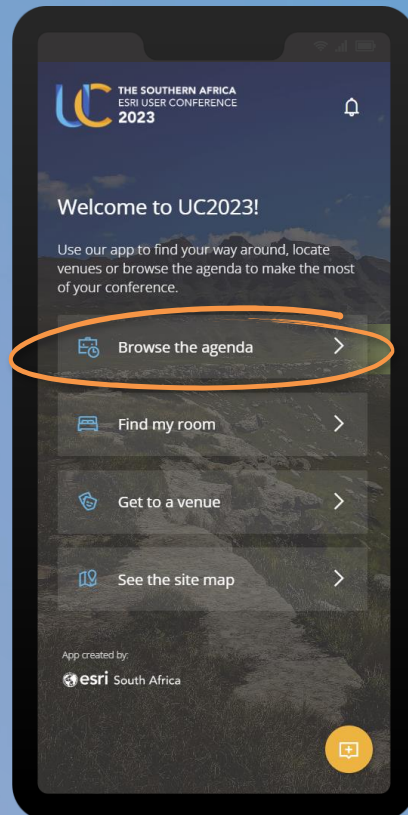 UC
THE SOUTHERN AFRICA
ESRI USER CONFERENCE
2023
Welcome to UC2023!
Use our app to find your way around, locate
venues or browse the agenda to make the most
of your conference.
Browse the agenda
Find my room
Get to a venue
See the site map
App created by:
esri South Africa